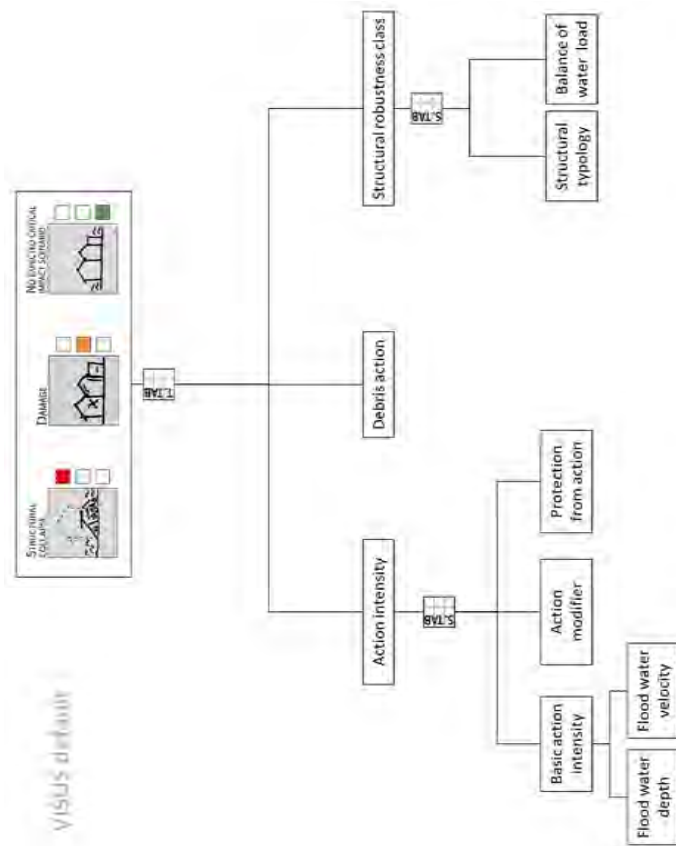 VISUS default
STRUCTURAL
COLLAPSE
DAMAGE
NO EXPECTED CRITICAL
IMPACT SCENARIO
T.TAB
Action intensity
Debris action
Structural robustness class
S.TAB
S.TAB
Basic action
intensity
Action
modifier
Protection
from action
Structural
typology
Balance of
water load
Flood water
depth
Flood water
velocity